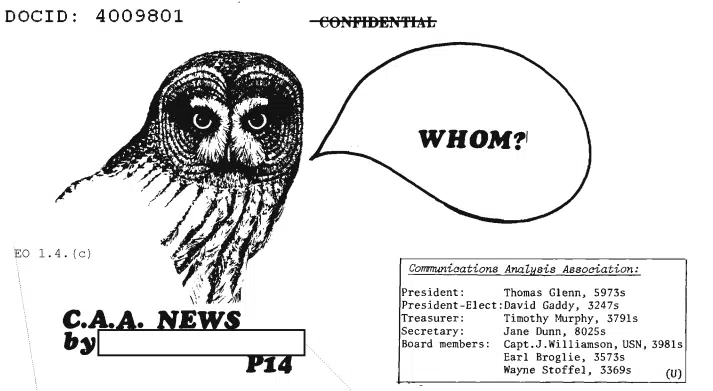 DOCID: 4009801
CONFIDENTIAL
WHOM?
EO 1.4.(c)
C.A.A. NEWS
by
P14
Communications Analysis Association:
President: Thomas Glenn, 5973s
President-Elect: David Gaddy, 3247s
Treasurer: Timothy Murphy, 3791s
Secretary: Jane Dunn, 8025s
Board members: Capt.J.Williamson, USN, 3981s
Earl Broglie, 3573s
Wayne Stoffel, 3369s
(U)